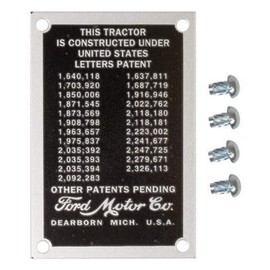 THIS TRACTOR
IS CONSTRUCTED UNDER
UNITED STATES
LETTERS PATENT
1,640,118 1,637,811
1,703,920 1,687,719
1,850,006 1,916,946
1,871,545 2,022,762
1,873,569 2,118,180
1,908,798 2,118,181
1,963,657 2,223,002
1,975,837 2,241,677
2,035,392 2,247,725
2,035,393 2,279,671
2,035,394 2,326,113
2,092,283
OTHER PATENTS PENDING
Ford Motor Co.
DEARBORN MICH. U.S.A.